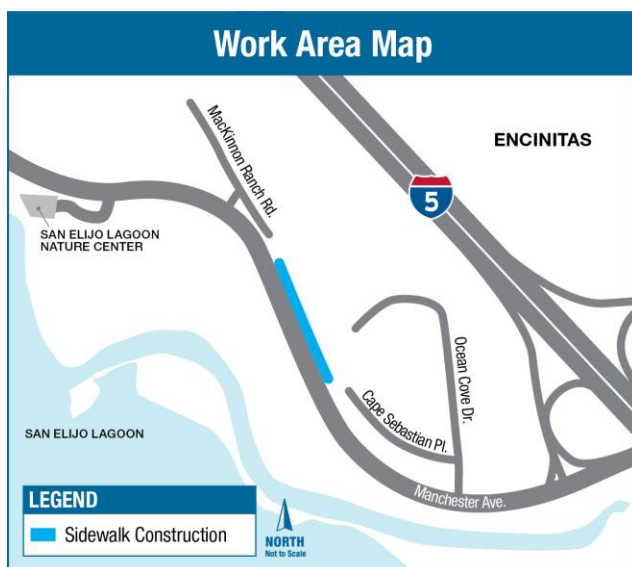 Work Area Map
MacKinnon Ranch Rd.
ENCINITAS
5
SAN ELIJO LAGOON
NATURE CENTER
Ocean Cove Dr.
Cape Sebastian Pl.
SAN ELIJO LAGOON
Manchester Ave.
LEGEND
Sidewalk Construction
NORTH
Not to Scale